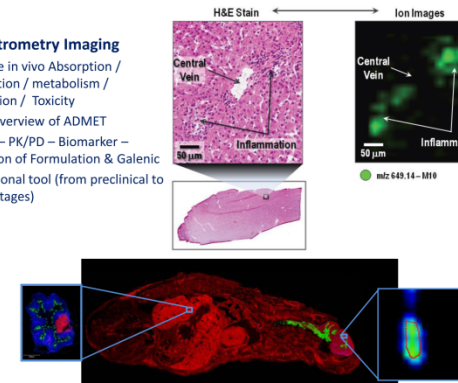 H&E Stain
Ion Images
trometry Imaging
e in vivo Absorption /
tion / metabolism /
ion / Toxicity
verview of ADMET
– PK/PD – Biomarker –
on of Formulation & Galenic
ional tool (from preclinical to
tages)
Central
Vein
Inflammation
50 µm
Central
Vein
Inflamm
50 µm
m/z 649.14 – M10